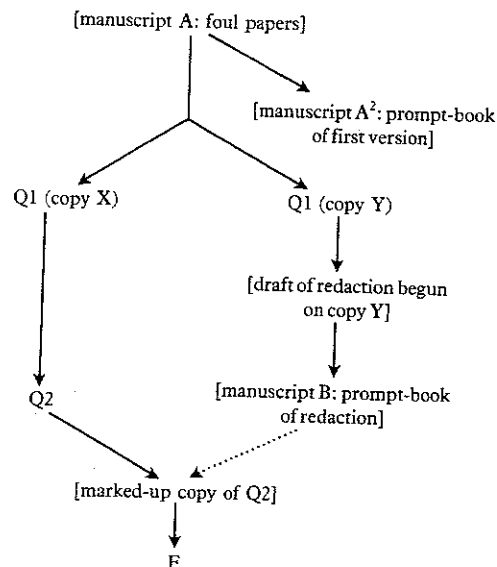 [manuscript A: foul papers]
[manuscript A²: prompt-book
of first version]
Q1 (copy X)
Q1 (copy Y)
[draft of redaction begun
on copy Y]
Q2
[manuscript B: prompt-book
of redaction]
[marked-up copy of Q2]
F